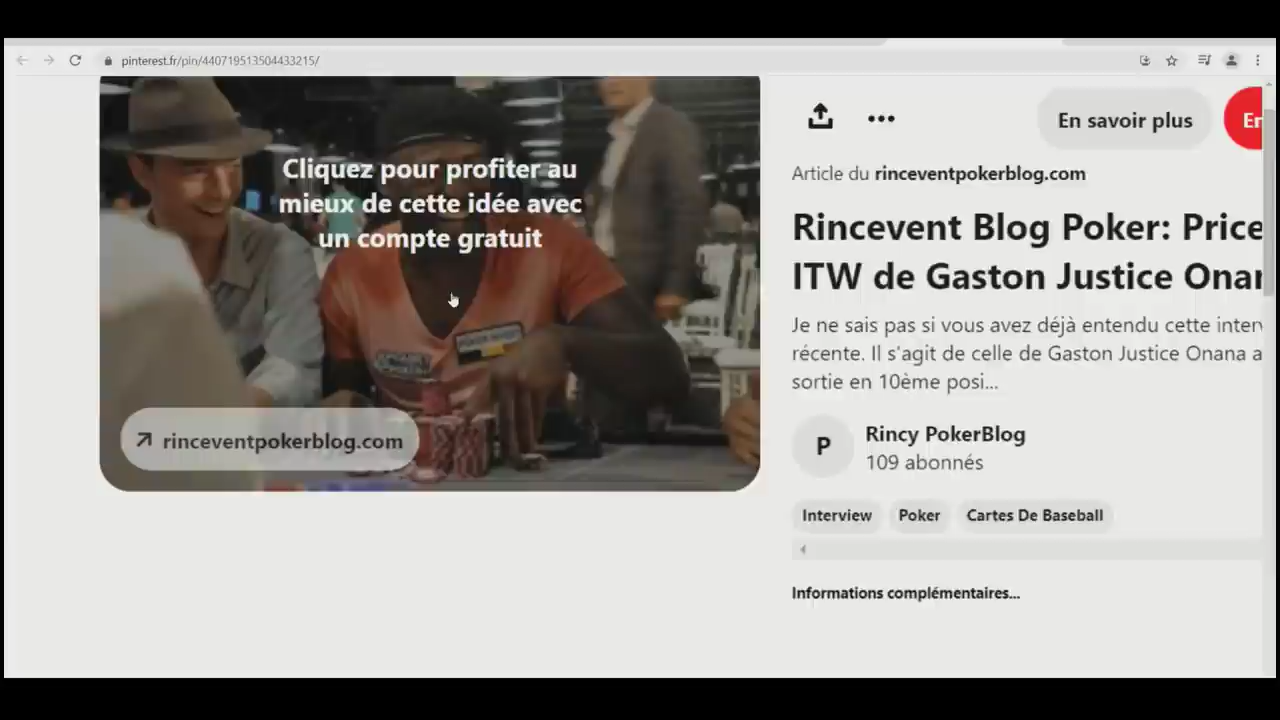 pinterest.fr/pin/440719513504433215/
Cliquez pour profiter au
mieux de cette idée avec
un compte gratuit
rinceventpokerblog.com
En savoir plus
En
Article du rinceventpokerblog.com
Rincevent Blog Poker: Price
ITW de Gaston Justice Onan
Je ne sais pas si vous avez déjà entendu cette interv
récente. Il s'agit de celle de Gaston Justice Onana a
sortie en 10ème posi...
P
Rincy PokerBlog
109 abonnés
Interview
Poker
Cartes De Baseball
Informations complémentaires...